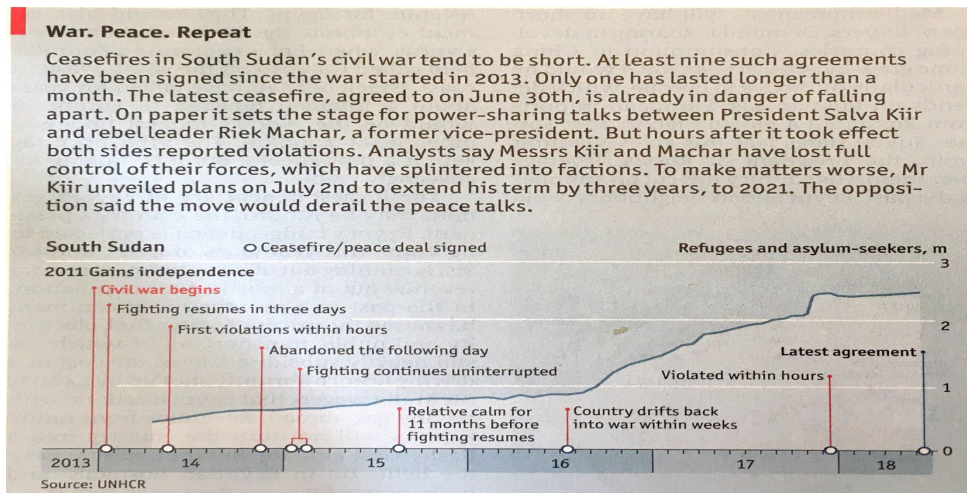 War. Peace. Repeat
Ceasefires in South Sudan's civil war tend to be short. At least nine such agreements
have been signed since the war started in 2013. Only one has lasted longer than a
month. The latest ceasefire, agreed to on June 30th, is already in danger of falling
apart. On paper it set the stage for power-sharing talks between President Salva Kiir
and rebel leader Riek Machar, a former vice-president. But hours after it took effect
both sides reported violations. Analysts say Messrs Kiir and Machar have lost full
control of their forces, which have splintered into factions. To make matters worse, Mr
Kiir unveiled plans on July 2nd to extend his term by three years, to 2021. The opposi-
tion said the move would derail the peace talks.
South Sudan
Ceasefire/peace deal signed
Refugees and asylum-seekers, m
3
2011 Gains independence
Civil war begins
Fighting resumes in three days
First violations within hours
2
Abandoned the following day
Latest agreement
Fighting continues uninterrupted
Violated within hours
1
Relative calm for
11 months before
fighting resumes
Country drifts back
into war within weeks
0
2013
14
15
16
17
18
Source: UNHCR